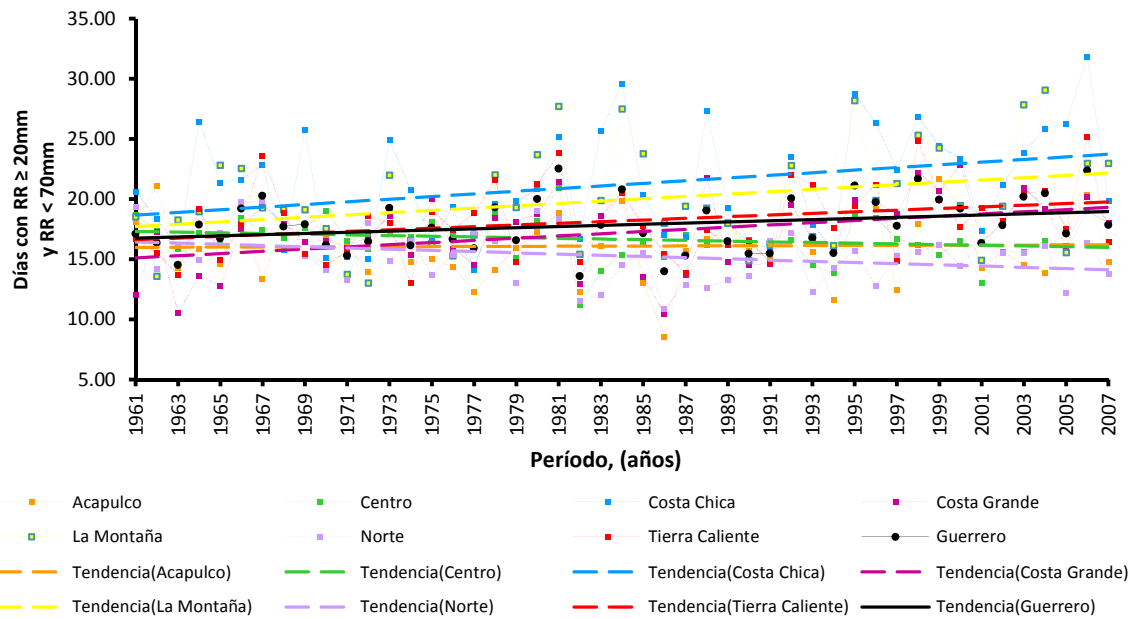 35.00
30.00
25.00
20.00
15.00
10.00
5.00
Días con RR ≥ 20mm
y RR < 70mm
1961
1963
1965
1967
1969
1971
1973
1975
1977
1979
1981
1983
1985
1987
1989
1991
1993
1995
1997
1999
2001
2003
2005
2007
Período, (años)
Acapulco
Centro
Costa Chica
Costa Grande
La Montaña
Norte
Tierra Caliente
Guerrero
Tendencia(Acapulco)
Tendencia(Centro)
Tendencia(Costa Chica)
Tendencia(Costa Grande)
Tendencia(La Montaña)
Tendencia(Norte)
Tendencia(Tierra Caliente)
Tendencia(Guerrero)